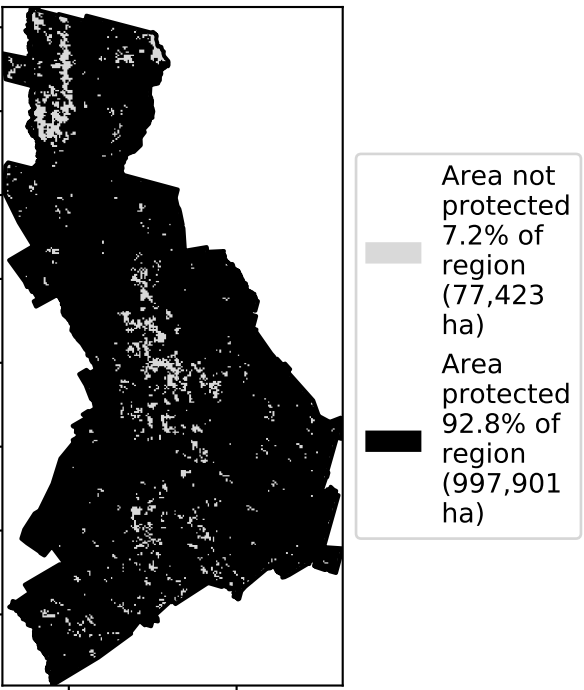 Area not
protected
7.2% of
region
(77,423
ha)
Area
protected
92.8% of
region
(997,901
ha)